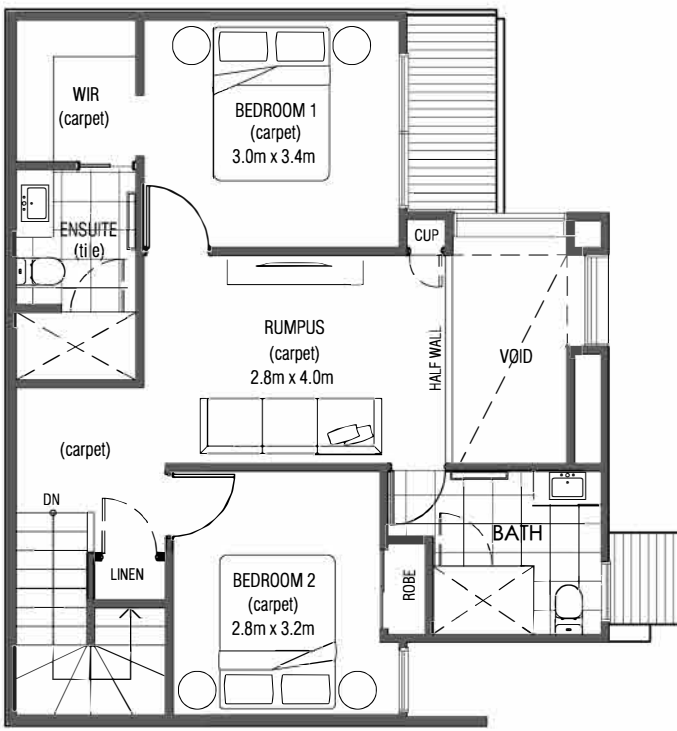 WIR
(carpet)
BEDROOM 1
(carpet)
3.0m x 3.4m
ENSUITE
(tile)
CUP
RUMPUS
(carpet)
2.8m x 4.0m
HALF WALL
VOID
(carpet)
DN
LINEN
BEDROOM 2
(carpet)
2.8m x 3.2m
ROBE
BATH